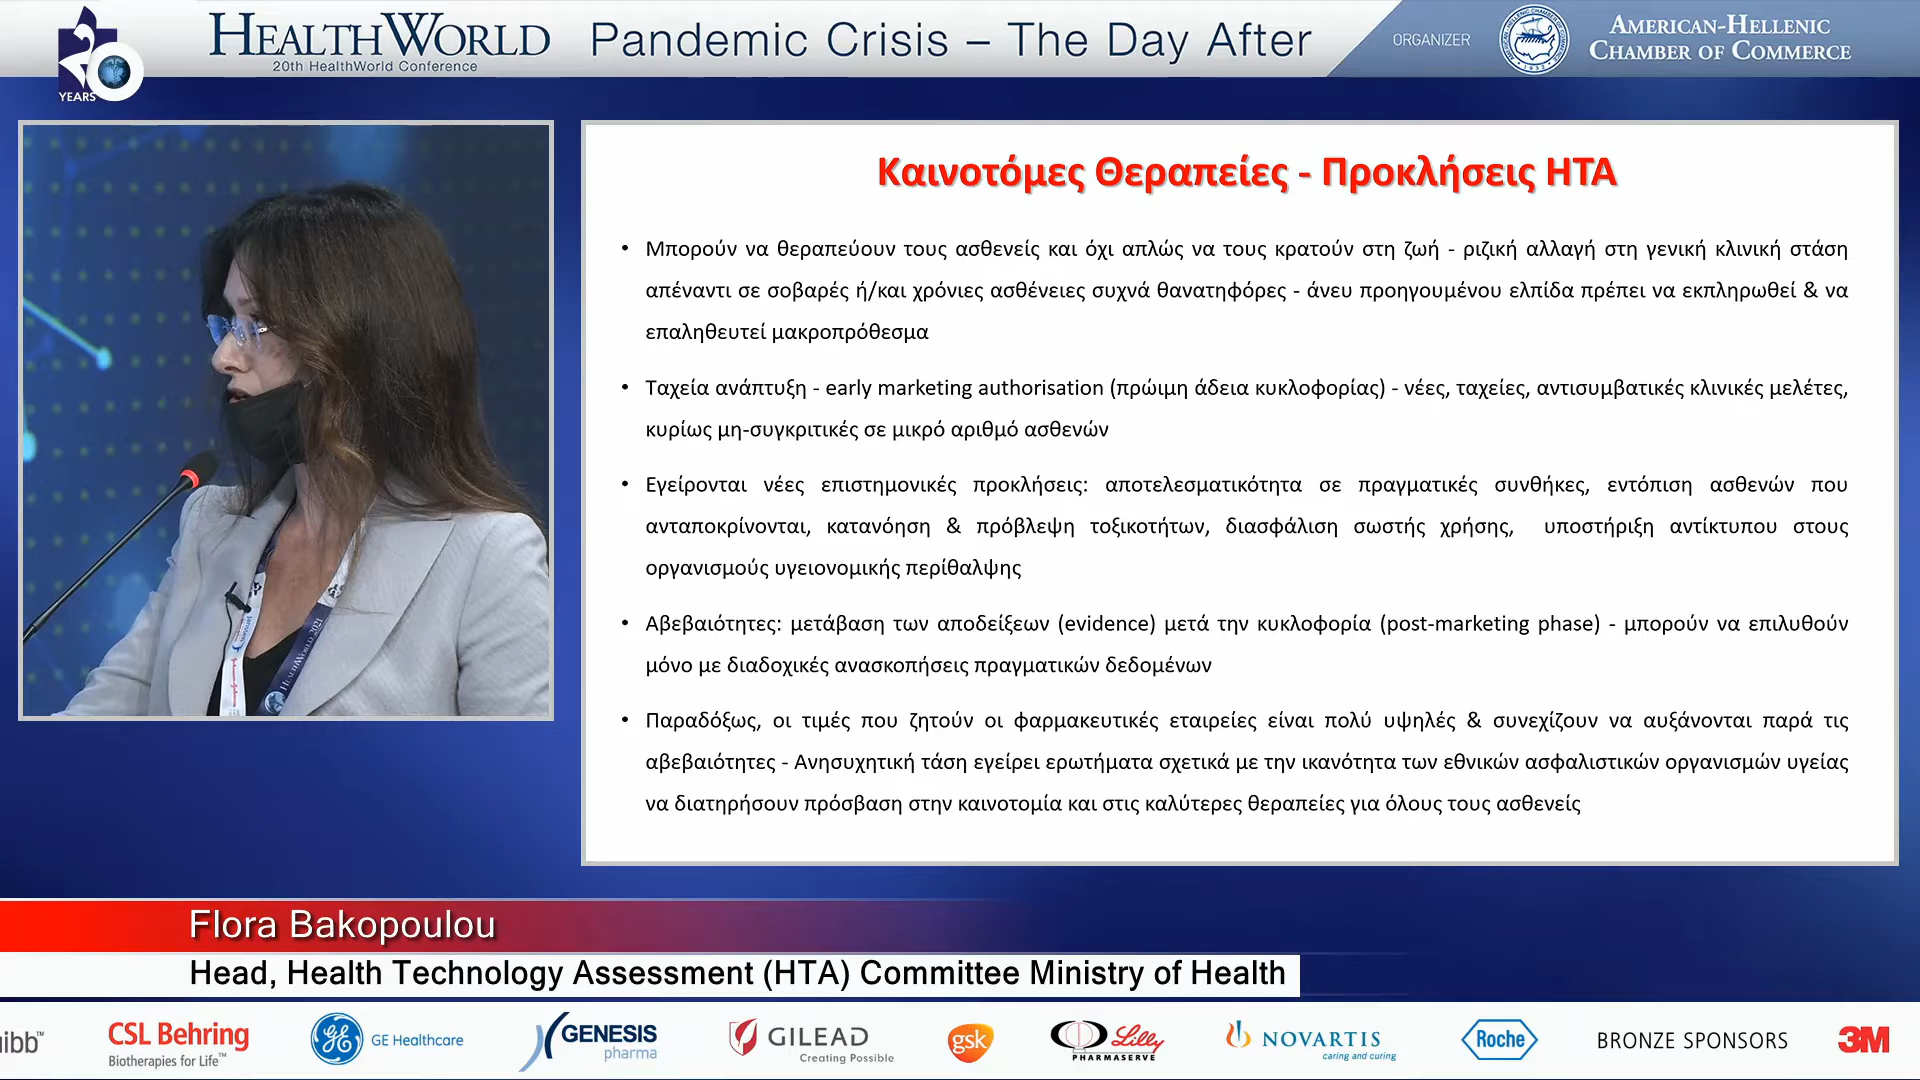 20
YEARS
HEALTHWORLD
20th HealthWorld Conference
Pandemic Crisis – The Day After
ORGANIZER
AMERICAN-HELLENIC
CHAMBER OF COMMERCE
Καινοτόμες Θεραπείες - Προκλήσεις HTA
• Μπορούν να θεραπεύουν τους ασθενείς και όχι απλώς να τους κρατούν στη ζωή - ριζική αλλαγή στη γενική κλινική στάση
απέναντι σε σοβαρές ή/και χρόνιες ασθένειες συχνά θανατηφόρες - άνευ προηγουμένου ελπίδα πρέπει να εκπληρωθεί & να
επαληθευτεί μακροπρόθεσμα
• Ταχεία ανάπτυξη - early marketing authorisation (πρώιμη άδεια κυκλοφορίας) - νέες, ταχείες, αντισυμβατικές κλινικές μελέτες,
κυρίως μη-συγκριτικές σε μικρό αριθμό ασθενών
• Εγείρονται νέες επιστημονικές προκλήσεις: αποτελεσματικότητα σε πραγματικές συνθήκες, εντόπιση ασθενών που
ανταποκρίνονται, κατανόηση & πρόβλεψη τοξικοτήτων, διασφάλιση σωστής χρήσης, υποστήριξη αντίκτυπου στους
οργανισμούς υγειονομικής περίθαλψης
• Αβεβαιότητες: μετάβαση των αποδείξεων (evidence) μετά την κυκλοφορία (post-marketing phase) - μπορούν να επιλυθούν
μόνο με διαδοχικές ανασκοπήσεις πραγματικών δεδομένων
• Παραδόξως, οι τιμές που ζητούν οι φαρμακευτικές εταιρείες είναι πολύ υψηλές & συνεχίζουν να αυξάνονται παρά τις
αβεβαιότητες - Ανησυχητική τάση εγείρει ερωτήματα σχετικά με την ικανότητα των εθνικών ασφαλιστικών οργανισμών υγείας
να διατηρήσουν πρόσβαση στην καινοτομία και στις καλύτερες θεραπείες για όλους τους ασθενείς
HEALTHWORLD 2021
Flora Bakopoulou
Head, Health Technology Assessment (HTA) Committee Ministry of Health
uibb™
CSL Behring
Biotherapies for Life™
GE Healthcare
GENESIS
pharma
GILEAD
Creating Possible
gsk
Lilly
PHARMASERVE
NOVARTIS
caring and curing
Roche
BRONZE SPONSORS
3M